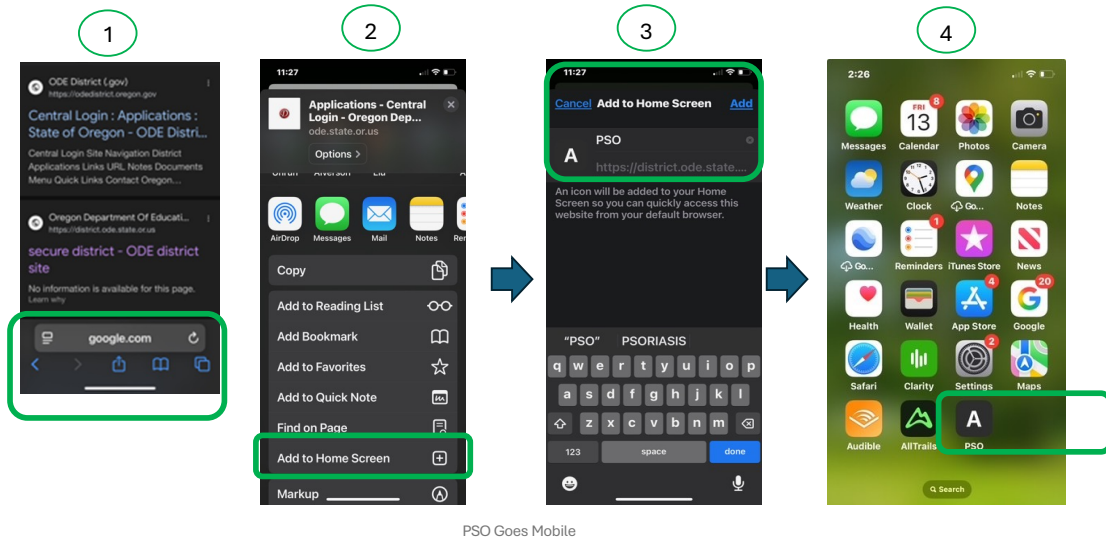 1
2
3
4
ODE District (.gov)
https://odedistrict.oregon.gov
Central Login : Applications :
State of Oregon - ODE Distri...
Central Login Site Navigation District
Applications Links URL Notes Documents
Menu Quick Links Contact Oregon...
Oregon Department Of Educati...
https://district.ode.state.or.us
secure district - ODE district
site
No information is available for this page.
Learn why
google.com
11:27
Applications - Central
Login - Oregon Dep...
ode.state.or.us
Options >
AirDrop
Messages
Mail
Notes
Copy
Add to Reading List
Add Bookmark
Add to Favorites
Add to Quick Note
Find on Page
Add to Home Screen
Markup
11:27
Cancel Add to Home Screen Add
A
PSO
https://district.ode.state....
An icon will be added to your Home
Screen so you can quickly access this
website from your default browser.
"PSO" PSORIASIS
q w e r t y u i o p
a s d f g h j k l
z x c v b n m
123 space done
2:26
FRI 8
13
Messages Calendar Photos Camera
Weather Clock Go... Notes
1
Go... Reminders iTunes Store News
4 20
Health Wallet App Store Google
2
Safari Clarity Settings Maps
A
Audible AllTrails PSO
Search
PSO Goes Mobile